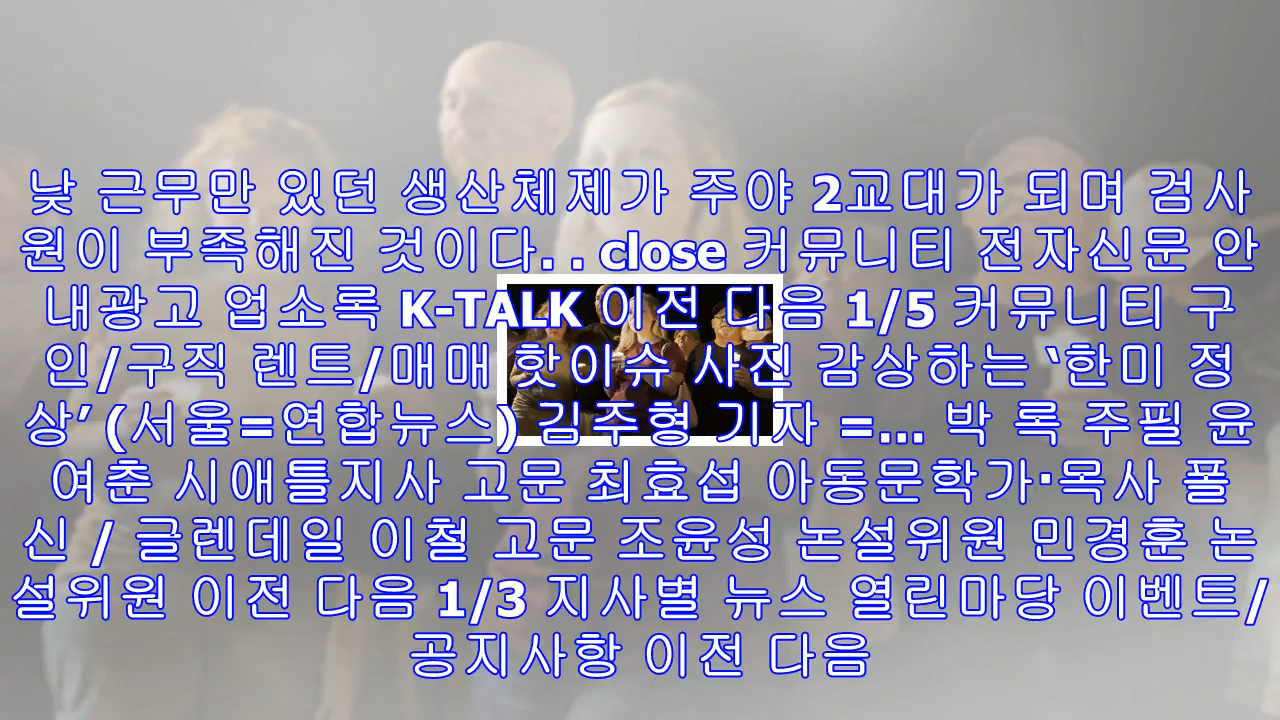 낮 근무만 있던 생산체제가 주야 2교대가 되며 검사
원이 부족해진 것이다. . close 커뮤니티 전자신문 안
내광고 업소록 K-TALK 이전 다음 1/5 커뮤니티 구
인/구직 렌트/매매 핫이슈 사진 감상하는 ‘한미 정
상’ (서울=연합뉴스) 김주형 기자 =... 박 록 주필 윤
여춘 시애틀지사 고문 최효섭 아동문학가·목사 폴
신 / 글렌데일 이철 고문 조윤성 논설위원 민경훈 논
설위원 이전 다음 1/3 지사별 뉴스 열린마당 이벤트/
공지사항 이전 다음